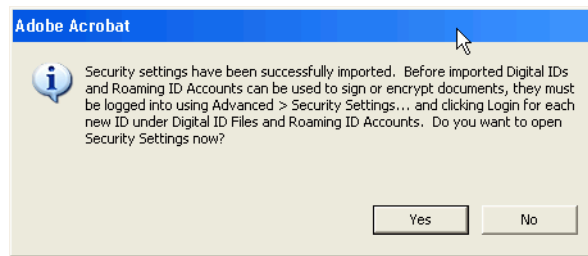 Adobe Acrobat
Security settings have been successfully imported.  Before imported Digital IDs
and Roaming ID Accounts can be used to sign or encrypt documents, they must
be logged into using Advanced > Security Settings... and clicking Login for each
new ID under Digital ID Files and Roaming ID Accounts.  Do you want to open
Security Settings now?
Yes No